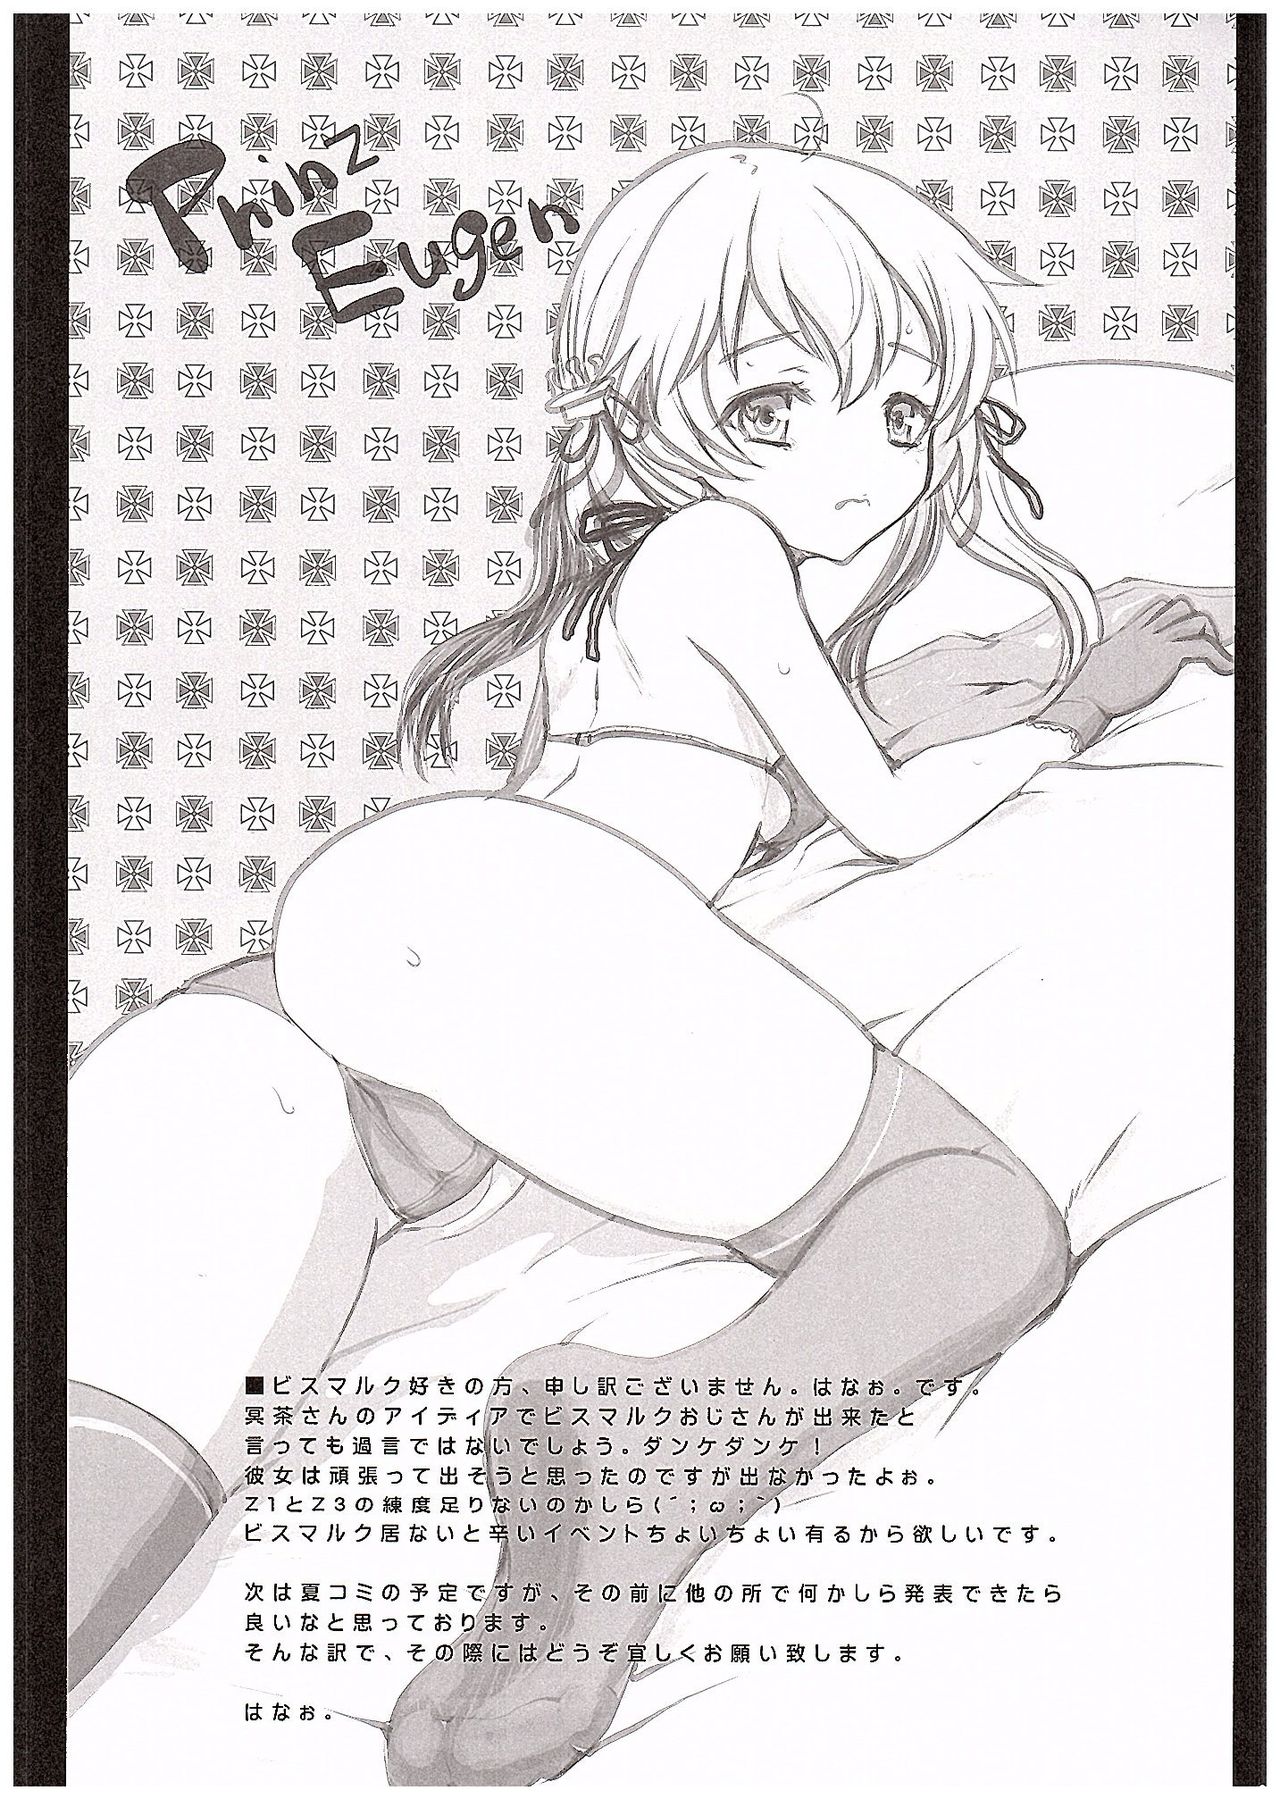 Prinz
Eugen
■ビスマルク好きの方、申し訳ございません。はなぉ。です。
冥茶さんのアイディアでビスマルクおじさんが出来たと
言っても過言ではないでしょう。ダンケダンケ！
彼女は頑張って出そうと思ったのですが出なかったよぉ。
Z1とZ3の練度足りないのかしら(´；ω；`)
ビスマルク居ないと辛いイベントちょいちょい有るから欲しいです。
次は夏コミの予定ですが、その前に他の所で何かしら発表できたら
良いなと思っております。
そんな訳で、その際にはどうぞ宜しくお願い致します。
はなぉ。